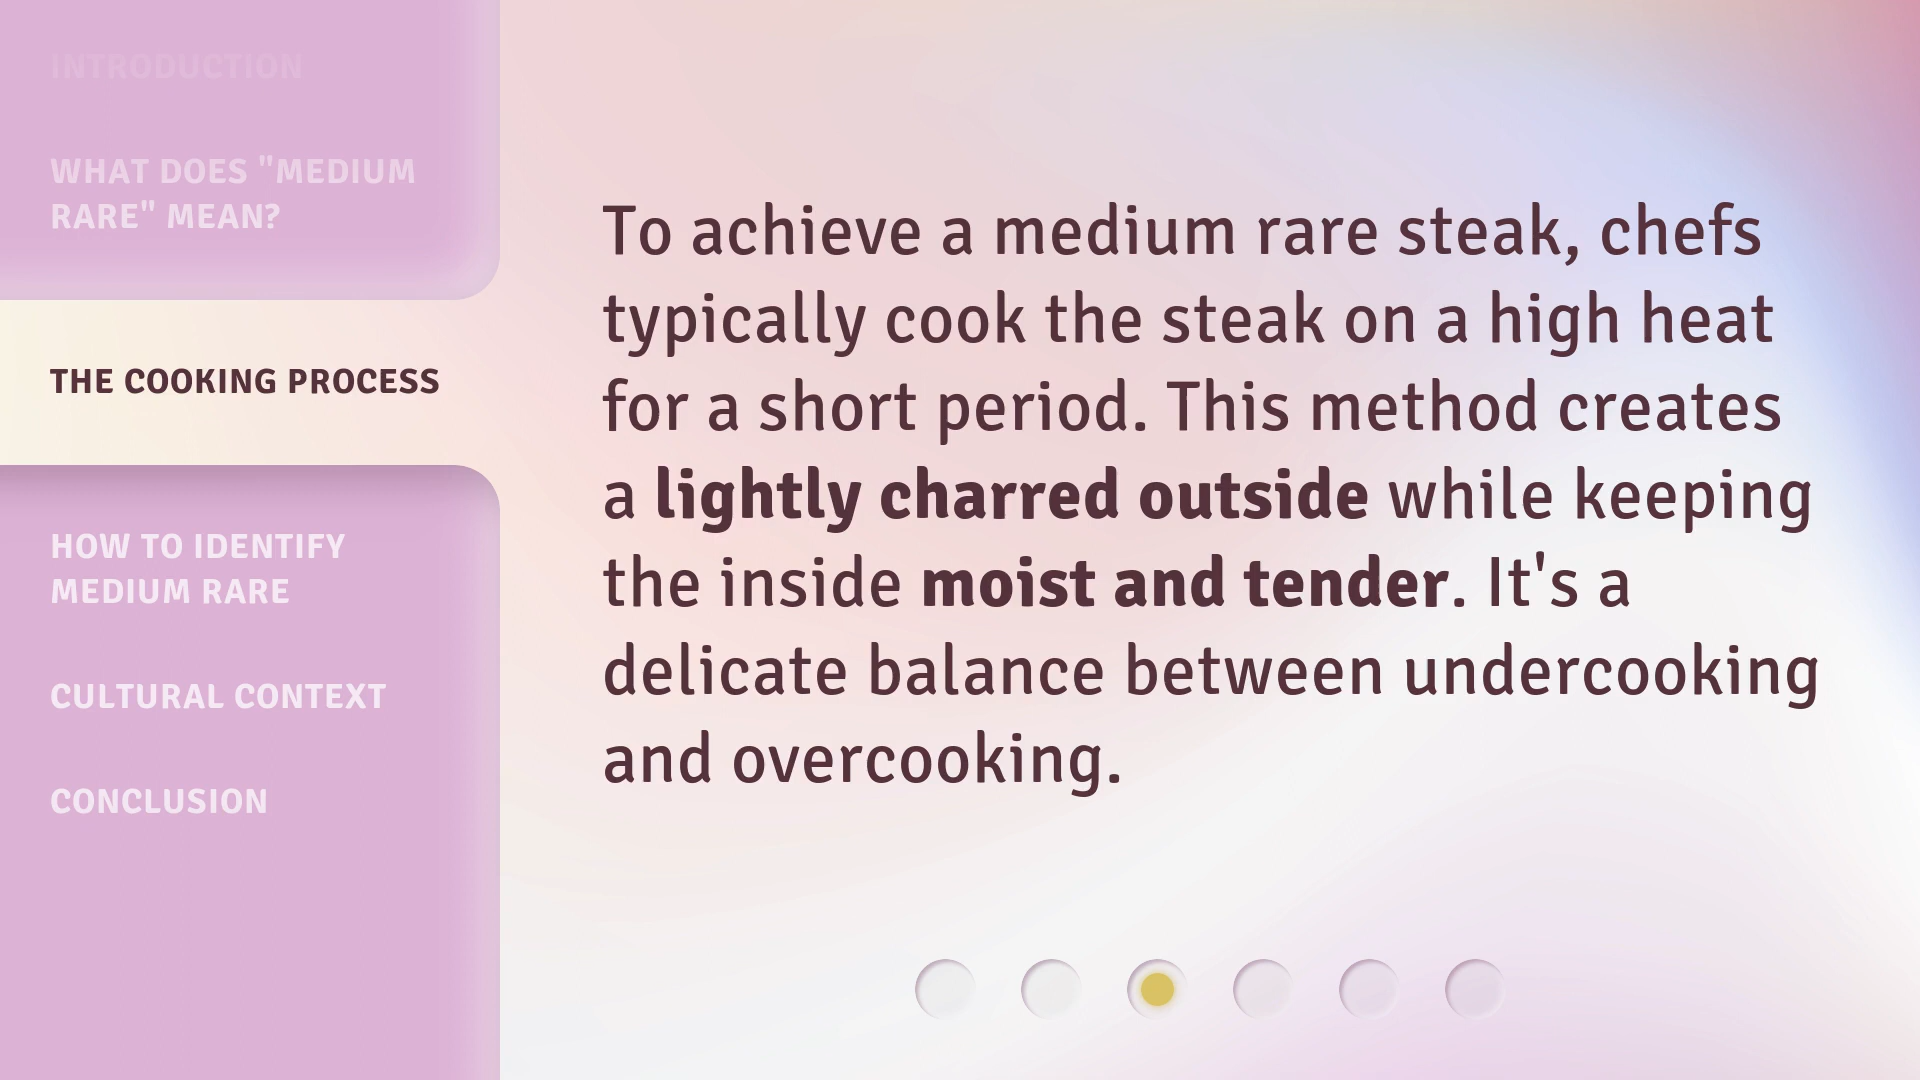 INTRODUCTION
WHAT DOES "MEDIUM
RARE" MEAN?
THE COOKING PROCESS
HOW TO IDENTIFY
MEDIUM RARE
CULTURAL CONTEXT
CONCLUSION
To achieve a medium rare steak, chefs
typically cook the steak on a high heat
for a short period. This method creates
a lightly charred outside while keeping
the inside moist and tender. It's a
delicate balance between undercooking
and overcooking.